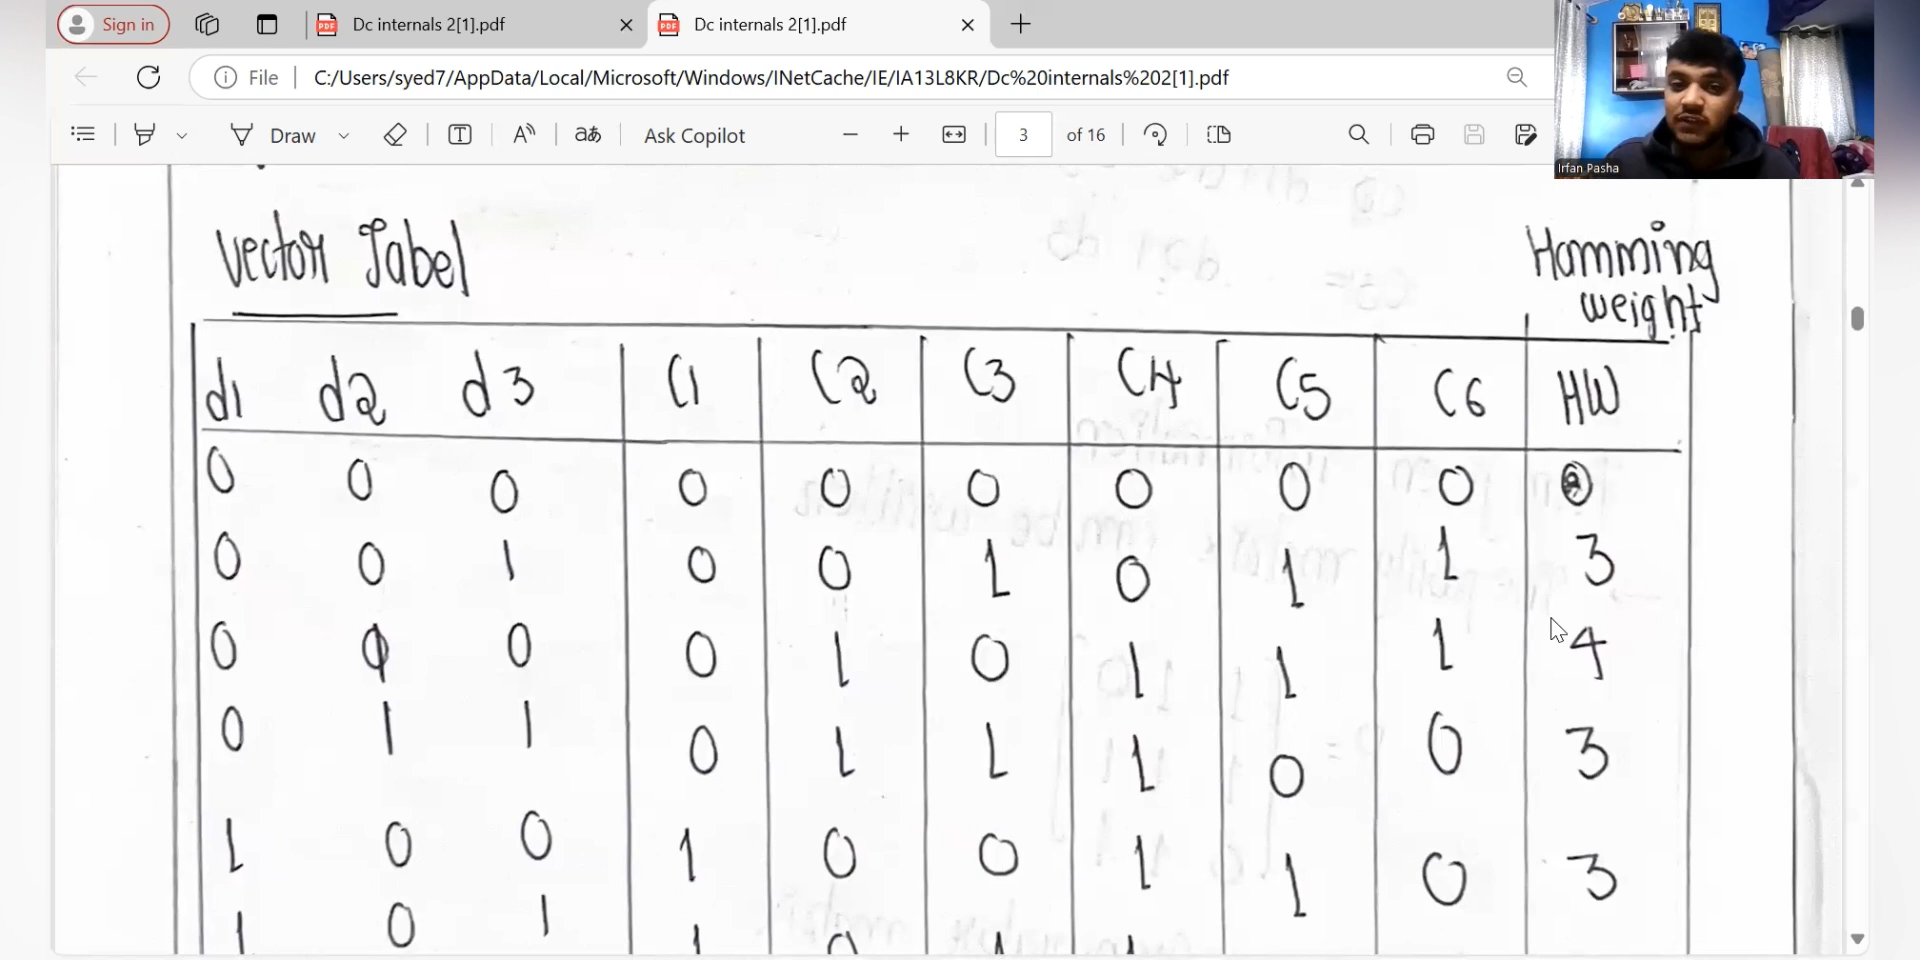 Sign in
Dc internals 2[1].pdf
Dc internals 2[1].pdf
File
C:/Users/syed7/AppData/Local/Microsoft/Windows/INetCache/IE/IA13L8KR/Dc%20internals%202[1].pdf
Draw
Ask Copilot
3 of 16
Irfan Pasha
Vector Tabel
Hamming
weight
d1 d2 d3 C1 C2 C3 C4 C5 C6 HW
0 0 0 0 0 0 0 0 0
0 0 1 0 0 1 0 1 1 3
0 1 0 0 1 0 1 1 1 4
0 1 1 0 1 1 1 0 0 3
1 0 0 1 0 0 1 1 0 3
1 0 1 1 0 1 1